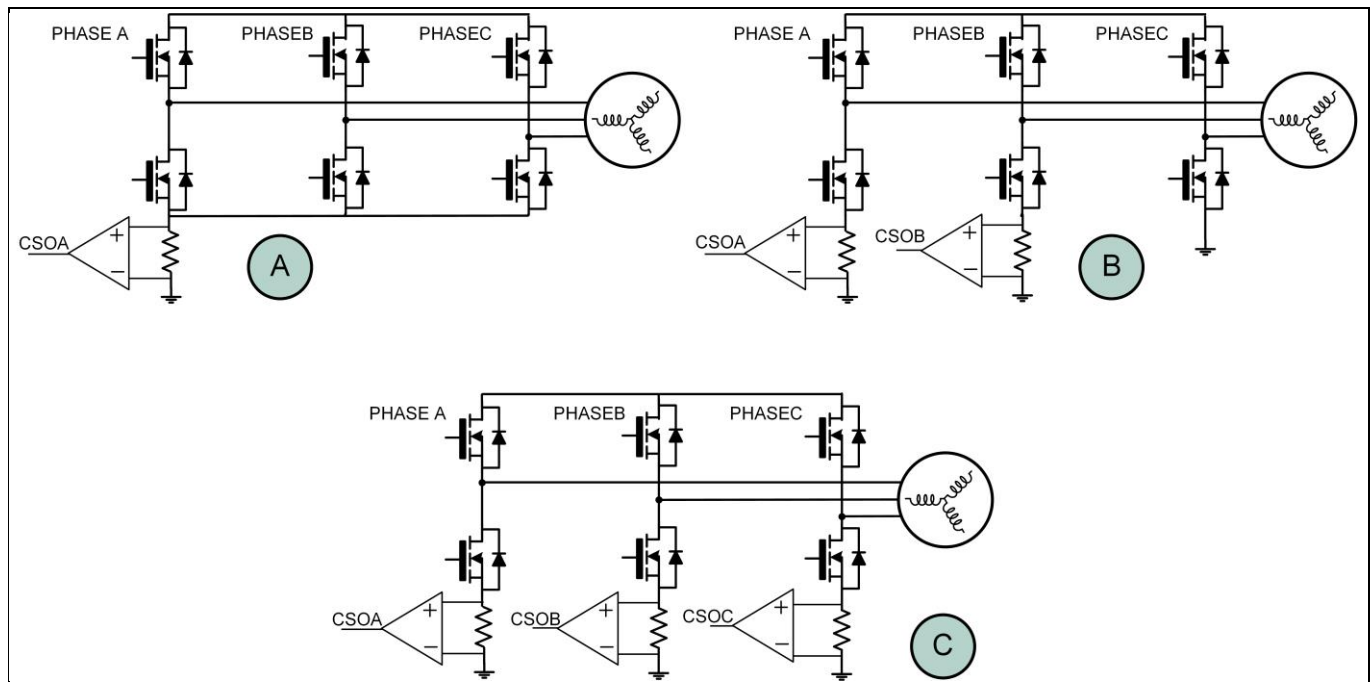 PHASE A PHASEB PHASEC
CSOA
+
−
A
PHASE A PHASEB PHASEC
CSOA
+
−
CSOB
+
−
B
PHASE A PHASEB PHASEC
CSOA
+
−
CSOB
+
−
CSOC
+
−
C